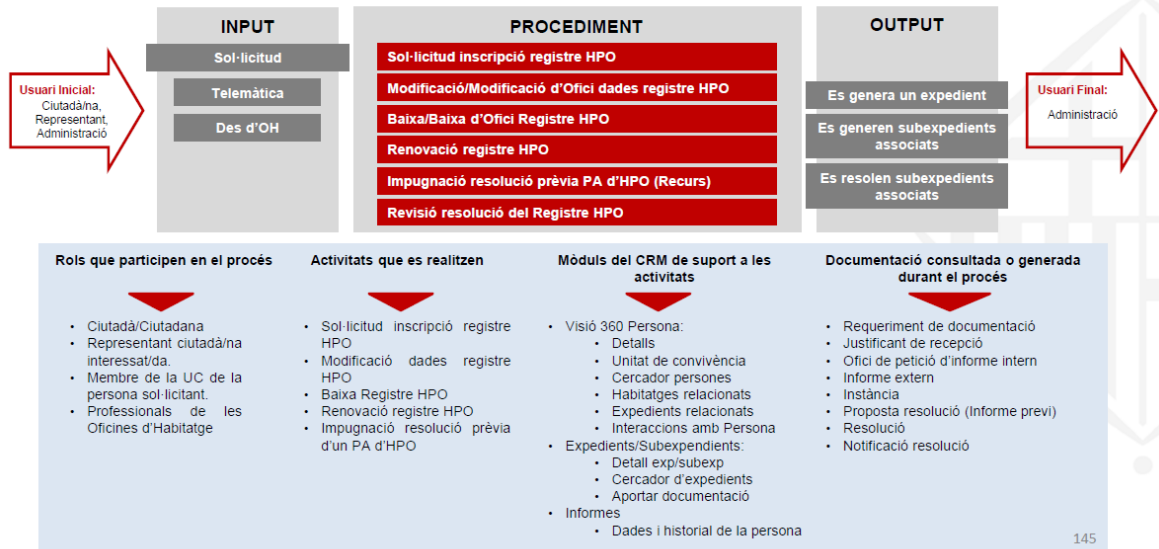 INPUT
PROCEDIMENT
OUTPUT
Usuari Inicial:
Ciutadà/na,
Representant,
Administració
Sol·licitud
Telemàtica
Des d'OH
Sol·licitud inscripció registre HPO
Modificació/Modificació d'Ofici dades registre HPO
Baixa/Baixa d'Ofici Registre HPO
Renovació registre HPO
Impugnació resolució prèvia PA d'HPO (Recurs)
Revisió resolució del Registre HPO
Es genera un expedient
Es generen subexpedients
associats
Es resolen subexpedients
associats
Usuari Final:
Administració
Rols que participen en el procés
• Ciutadà/Ciutadana
• Representant ciutadà/na
interessat/da.
• Membre de la UC de la
persona sol·licitant.
• Professionals de les
Oficines d'Habitatge
Activitats que es realitzen
• Sol·licitud inscripció registre
HPO
• Modificació dades registre
HPO
• Baixa Registre HPO
• Renovació registre HPO
• Impugnació resolució prèvia
d'un PA d'HPO
Mòduls del CRM de suport a les
activitats
• Visió 360 Persona:
• Detalls
• Unitat de convivència
• Cercador persones
• Habitatges relacionats
• Expedients relacionats
• Interaccions amb Persona
• Expedients/Subexpendients:
• Detall exp/subexp
• Cercador d'expedients
• Aportar documentació
• Informes
• Dades i historial de la persona
Documentació consultada o generada
durant el procés
• Requeriment de documentació
• Justificant de recepció
• Ofici de petició d'informe intern
• Informe extern
• Instància
• Proposta resolució (Informe previ)
• Resolució
• Notificació resolució
145